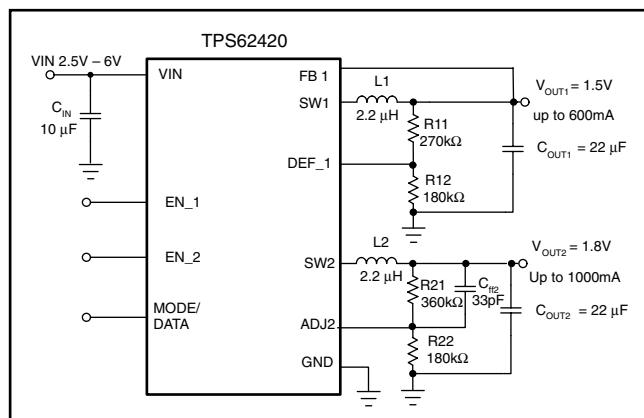 TPS62420
VIN 2.5V – 6V
VIN
C_IN
10 µF
EN_1
EN_2
MODE/
DATA
FB 1
SW1
DEF_1
SW2
ADJ2
GND
L1
2.2 µH
R11
270kΩ
R12
180kΩ
V_OUT1 = 1.5V
up to 600mA
C_OUT1 = 22 µF
L2
2.2 µH
R21
360kΩ
C_ff2
33pF
R22
180kΩ
V_OUT2 = 1.8V
Up to 1000mA
C_OUT2 = 22 µF